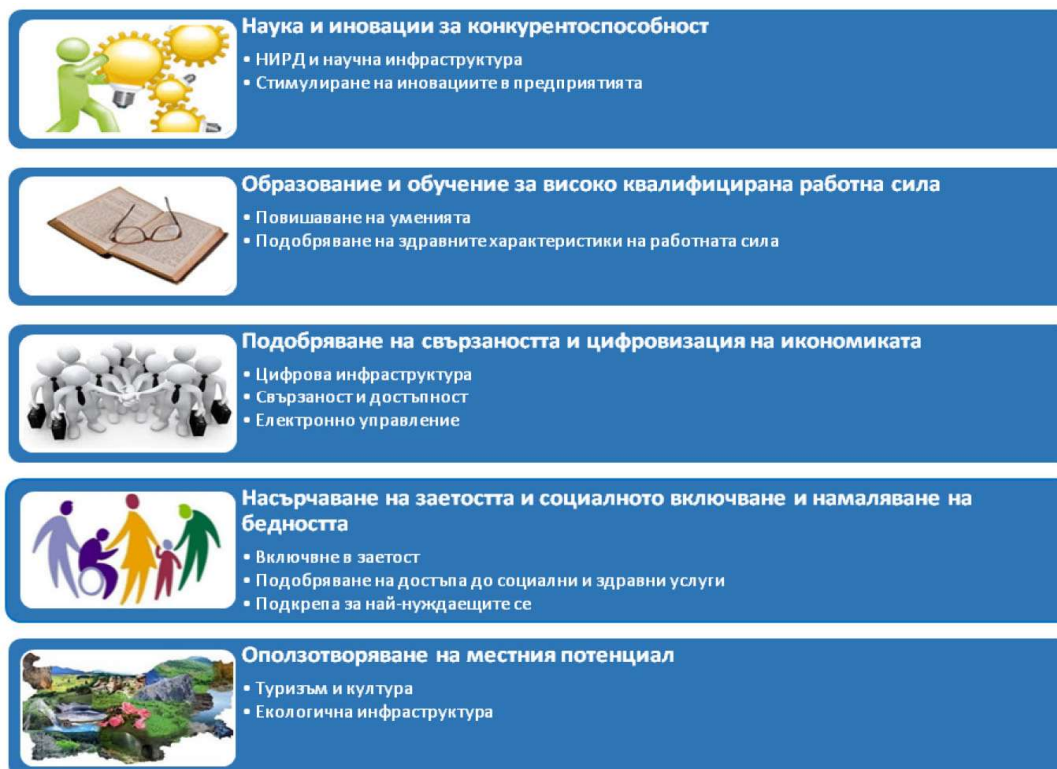 Наука и иновации за конкурентоспособност
• НИРД и научна инфраструктура
• Стимулиране на иновациите в предприятията
Образование и обучение за високо квалифицирана работна сила
• Повишаване на уменията
• Подобряване на здравните характеристики на работната сила
Подобряване на свързаността и цифровизация на икономиката
• Цифрова инфраструктура
• Свързаност и достъпност
• Електронно управление
Насърчаване на заетостта и социалното включване и намаляване на
бедността
• Включвне в заетост
• Подобряване на достъпа до социални и здравни услуги
• Подкрепа за най-нуждаещите се
Оползотворяване на местния потенциал
• Туризъм и култура
• Екологична инфраструктура